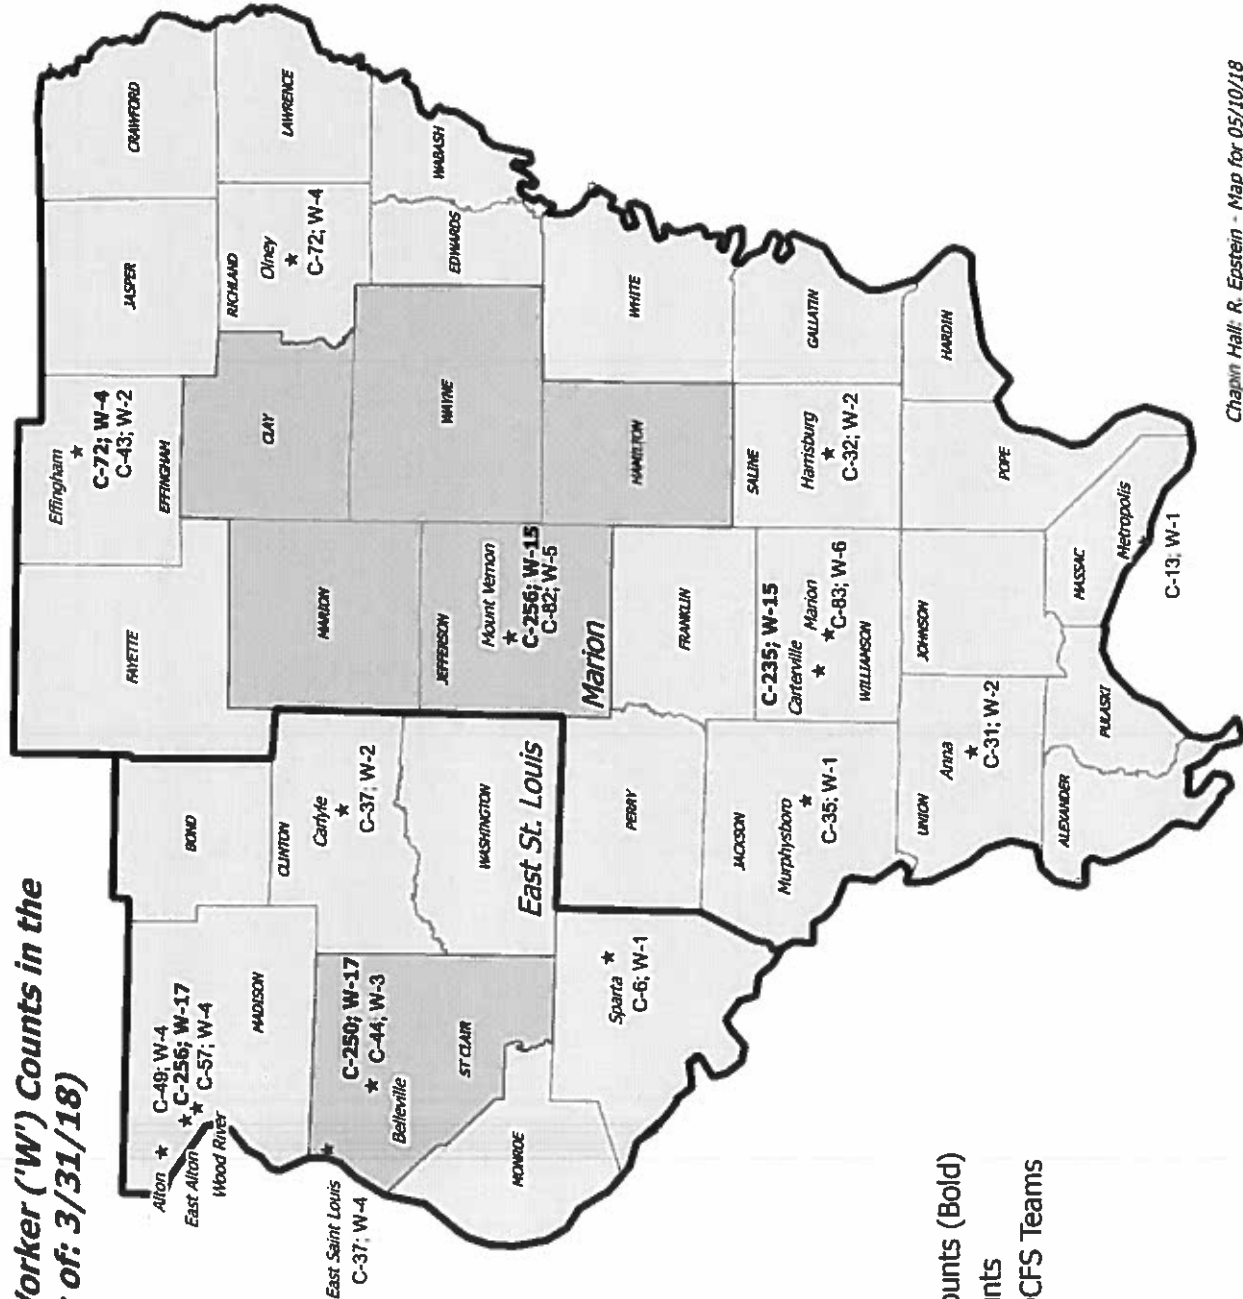 Worker ('W') Counts in the
of: 3/31/18)
CRAWFORD
LAWRENCE
WABASH
JASPER
RICHLAND
Olney
C-72; W-4
EDWARDS
Effingham
C-72; W-4
C-43; W-2
EFFINGHAM
CLAY
WAYNE
WHITE
GALLATIN
HARDIN
HAMILTON
SALINE
Harrisburg
C-32; W-2
POPE
FAYETTE
MARION
JEFFERSON
Mount Vernon
C-256; W-15
C-82; W-5
Marion
FRANKLIN
C-235; W-15
Carterville
Marion
C-83; W-6
WILLIAMSON
JOHNSON
MASSAC
Metropolis
C-13; W-1
BOND
CLINTON
Carlyle
C-37; W-2
WASHINGTON
East St. Louis
PERRY
JACKSON
Murphysboro
C-35; W-1
UNION
Anna
C-31; W-2
PULASKI
ALEXANDER
Alton
C-49; W-4
C-256; W-17
C-57; W-4
East Alton
Wood River
MADISON
C-250; W-17
C-44; W-3
Belleville
ST CLAIR
East Saint Louis
C-37; W-4
MONROE
Sparta
C-6; W-1
ounts (Bold)
nts
CFS Teams
Chapin Hall: R. Epstein - Map for 05/10/18